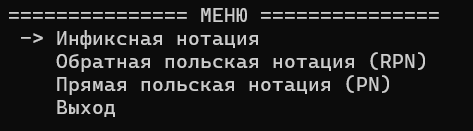 =============== МЕНЮ ===============
-> Инфиксная нотация
Обратная польская нотация (RPN)
Прямая польская нотация (PN)
Выход